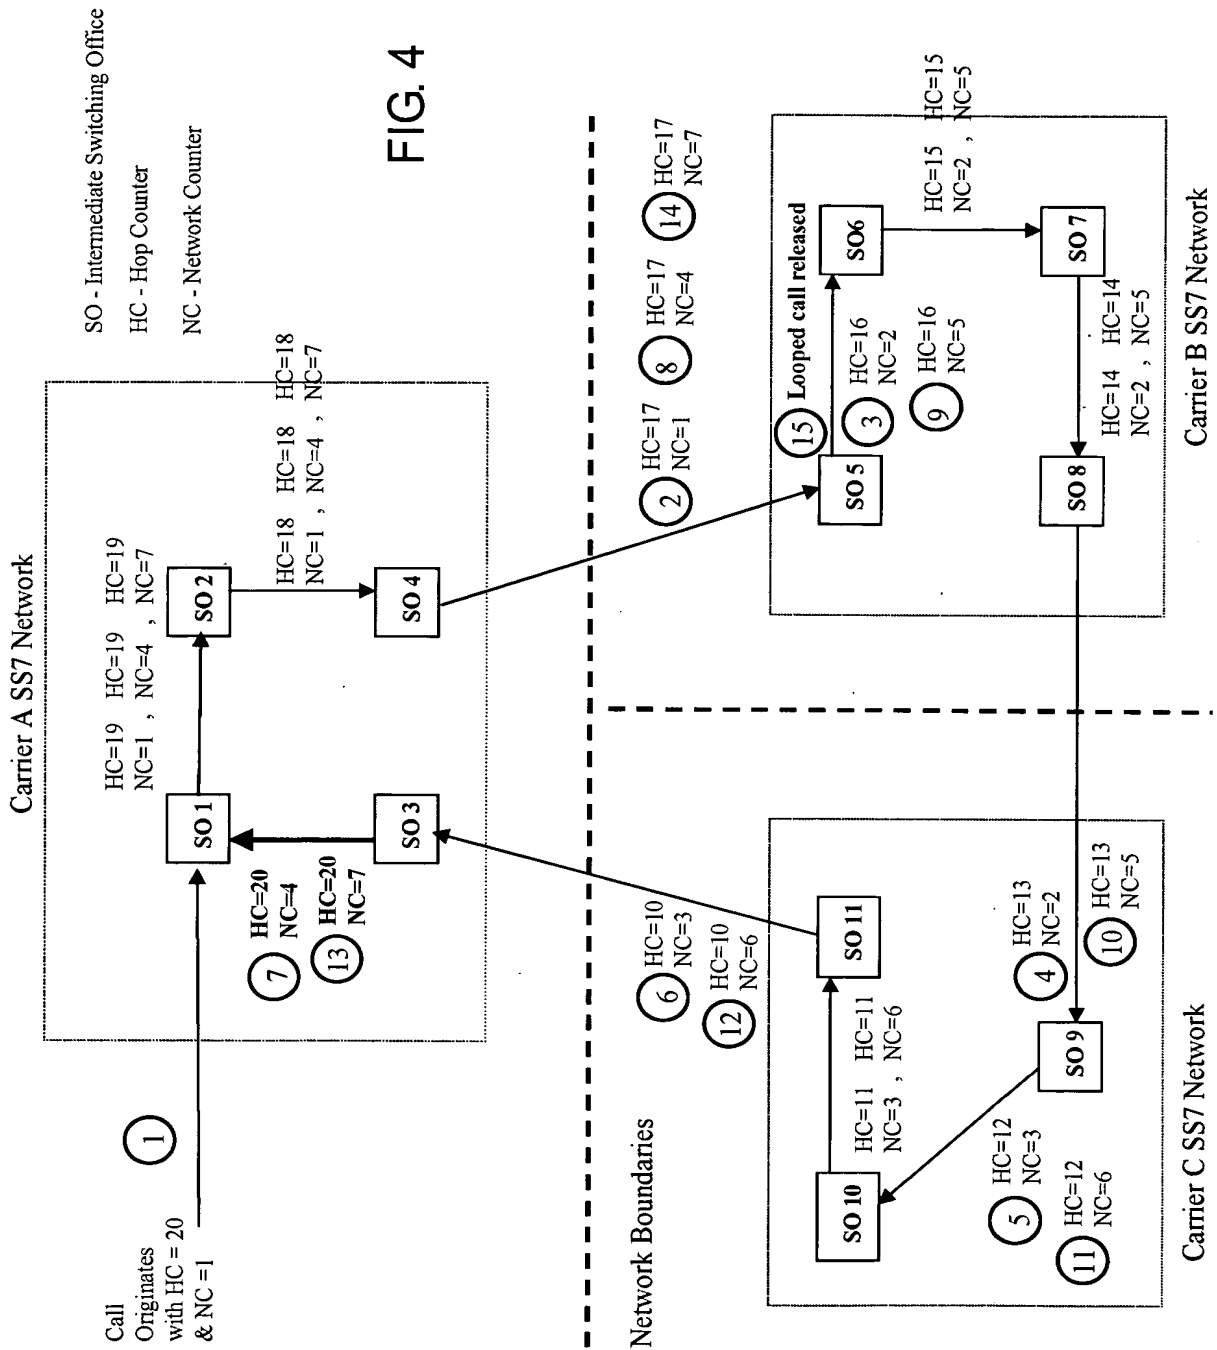 Carrier A SS7 Network
SO - Intermediate Switching Office
HC - Hop Counter
NC - Network Counter
FIG. 4
Call
Originates
with HC = 20
& NC =1
1
SO 1
HC=19 HC=19 HC=19
NC=1 , NC=4 , NC=7
SO 2
7
HC=20
NC=4
13
HC=20
NC=7
SO 3
HC=18 HC=18 HC=18
NC=1 , NC=4 , NC=7
SO 4
Network Boundaries
6
HC=10
NC=3
12
HC=10
NC=6
2
HC=17
NC=1
8
HC=17
NC=4
14
HC=17
NC=7
SO 10
HC=11 HC=11
NC=3 , NC=6
SO 11
5
HC=12
NC=3
11
HC=12
NC=6
SO 9
4
HC=13
NC=2
10
HC=13
NC=5
Carrier C SS7 Network
15
Looped call released
SO 5
3
HC=16
NC=2
9
HC=16
NC=5
SO6
HC=15 HC=15
NC=2 , NC=5
SO 8
HC=14 HC=14
NC=2 , NC=5
SO 7
Carrier B SS7 Network